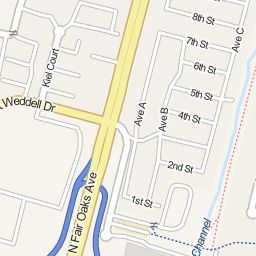 8th St
Ave C
7th St
Kiel Court
6th St
5th St
Weddell Dr
Ave A
Ave B
4th St
2nd St
1st St
N Fair Oaks Ave
Channel